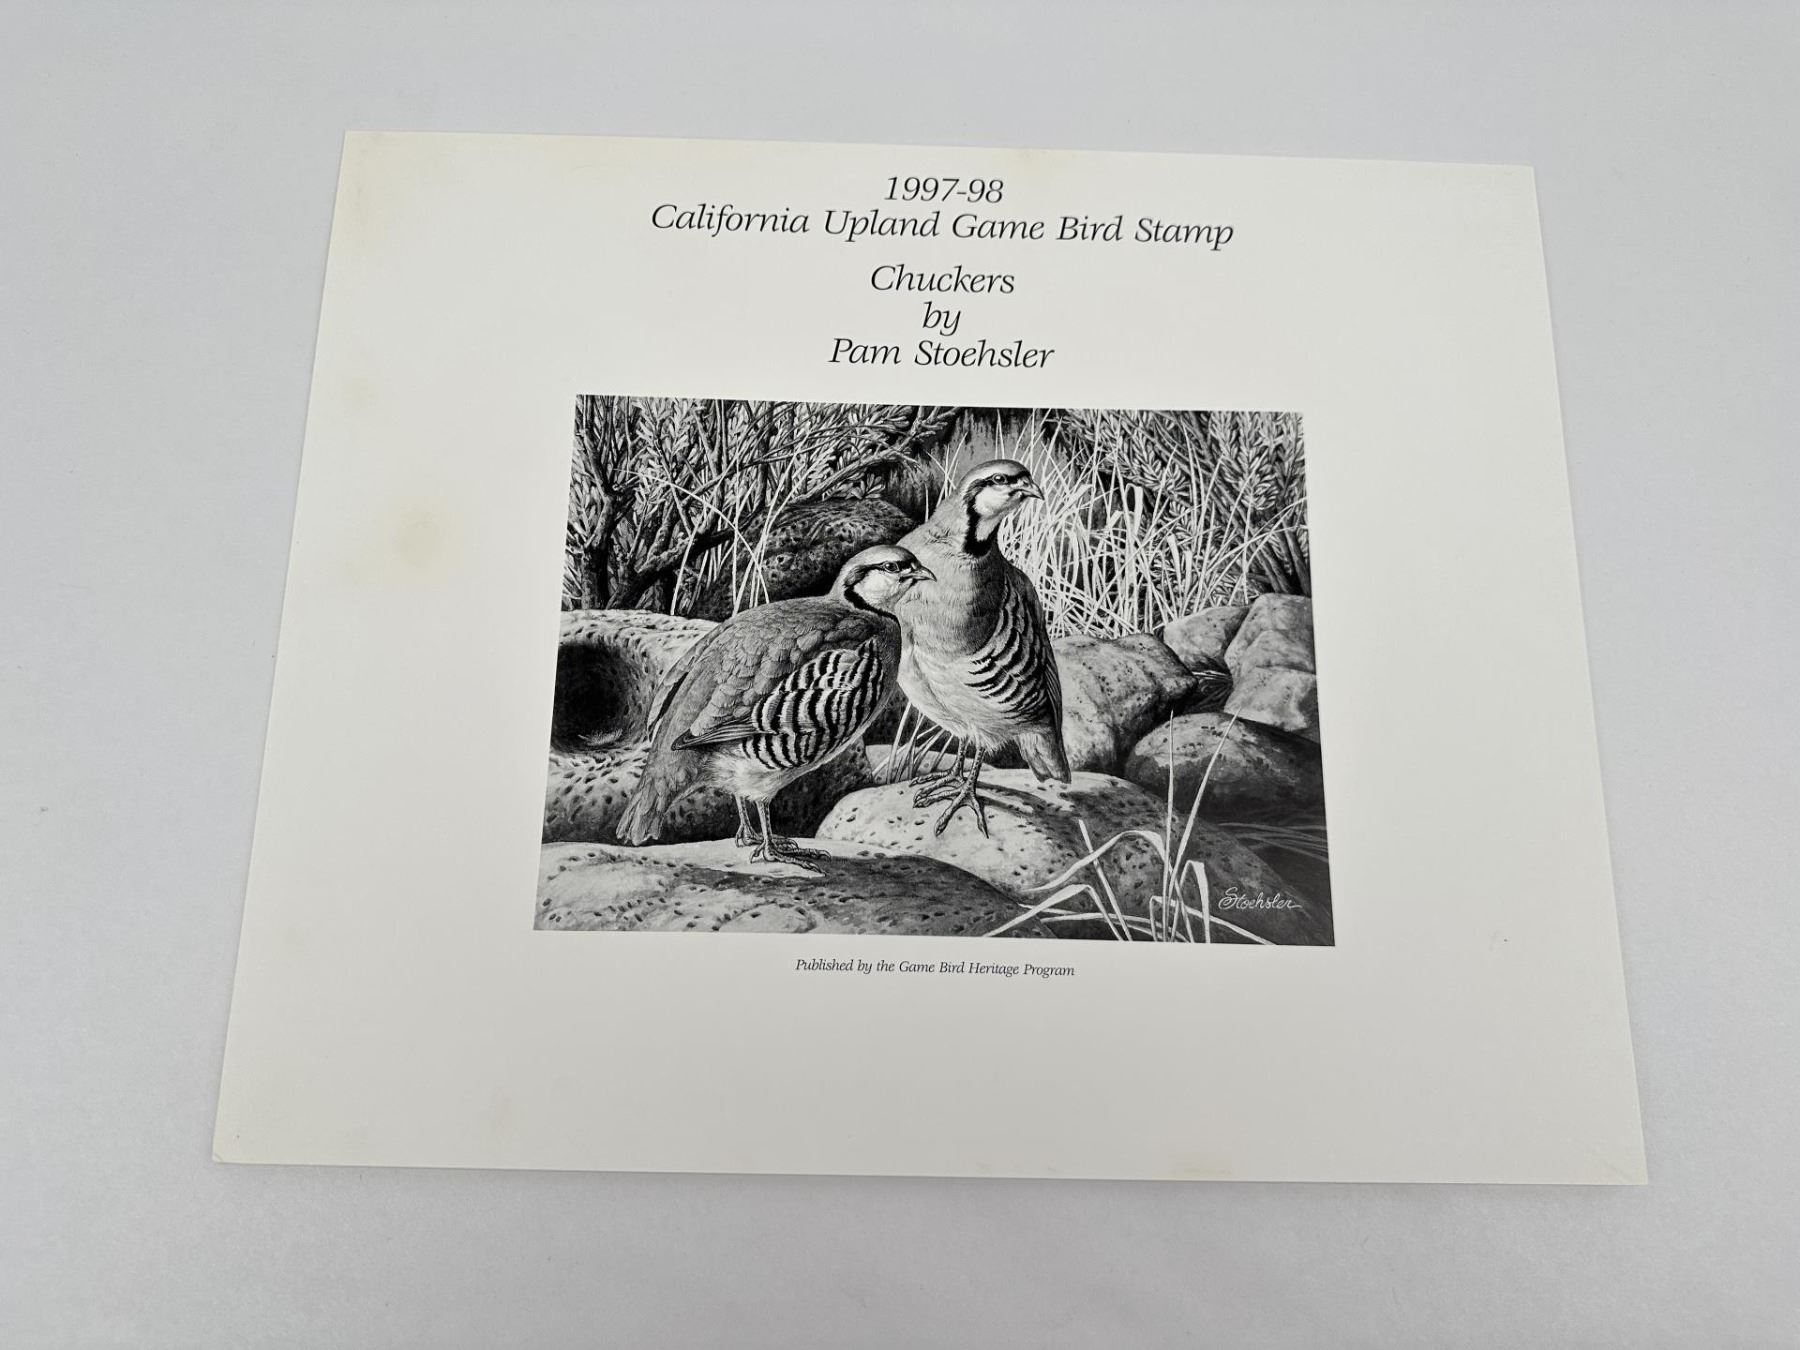 1997-98
California Upland Game Bird Stamp
Chuckers
by
Pam Stoehsler
Stoehsler
Published by the Game Bird Heritage Program